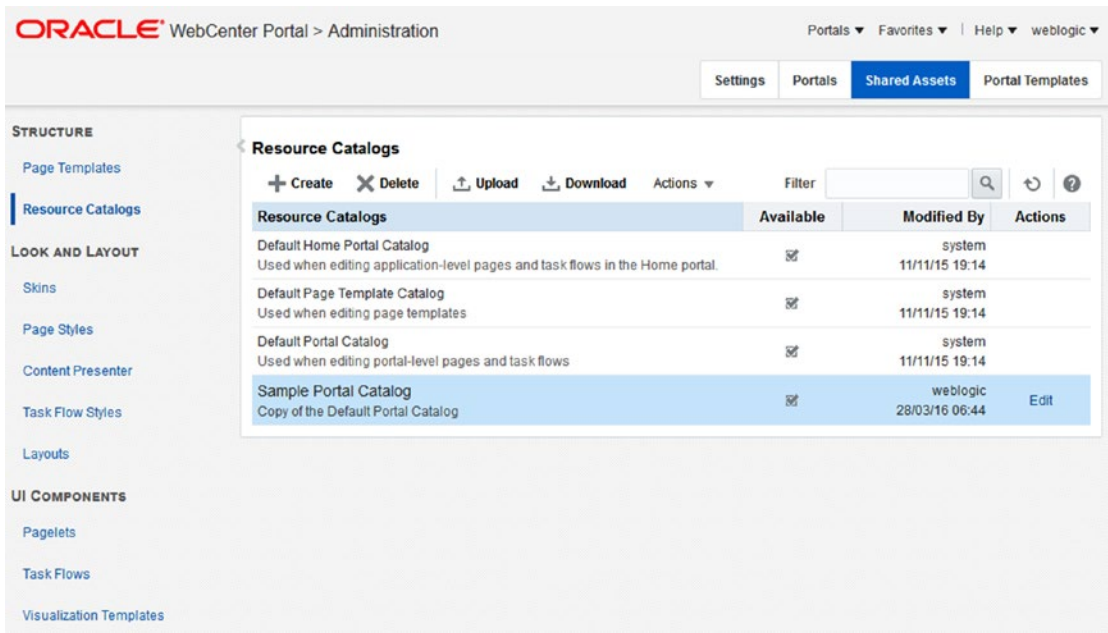 ORACLE® WebCenter Portal > Administration
Portals Favorites Help weblogic
Settings Portals Shared Assets Portal Templates
STRUCTURE
Page Templates
Resource Catalogs
LOOK AND LAYOUT
Skins
Page Styles
Content Presenter
Task Flow Styles
Layouts
UI COMPONENTS
Pagelets
Task Flows
Visualization Templates
Resource Catalogs
Create Delete Upload Download Actions Filter
Resource Catalogs Available Modified By Actions
Default Home Portal Catalog system
Used when editing application-level pages and task flows in the Home portal. 11/11/15 19:14
Default Page Template Catalog system
Used when editing page templates 11/11/15 19:14
Default Portal Catalog system
Used when editing portal-level pages and task flows 11/11/15 19:14
Sample Portal Catalog weblogic Edit
Copy of the Default Portal Catalog 28/03/16 06:44